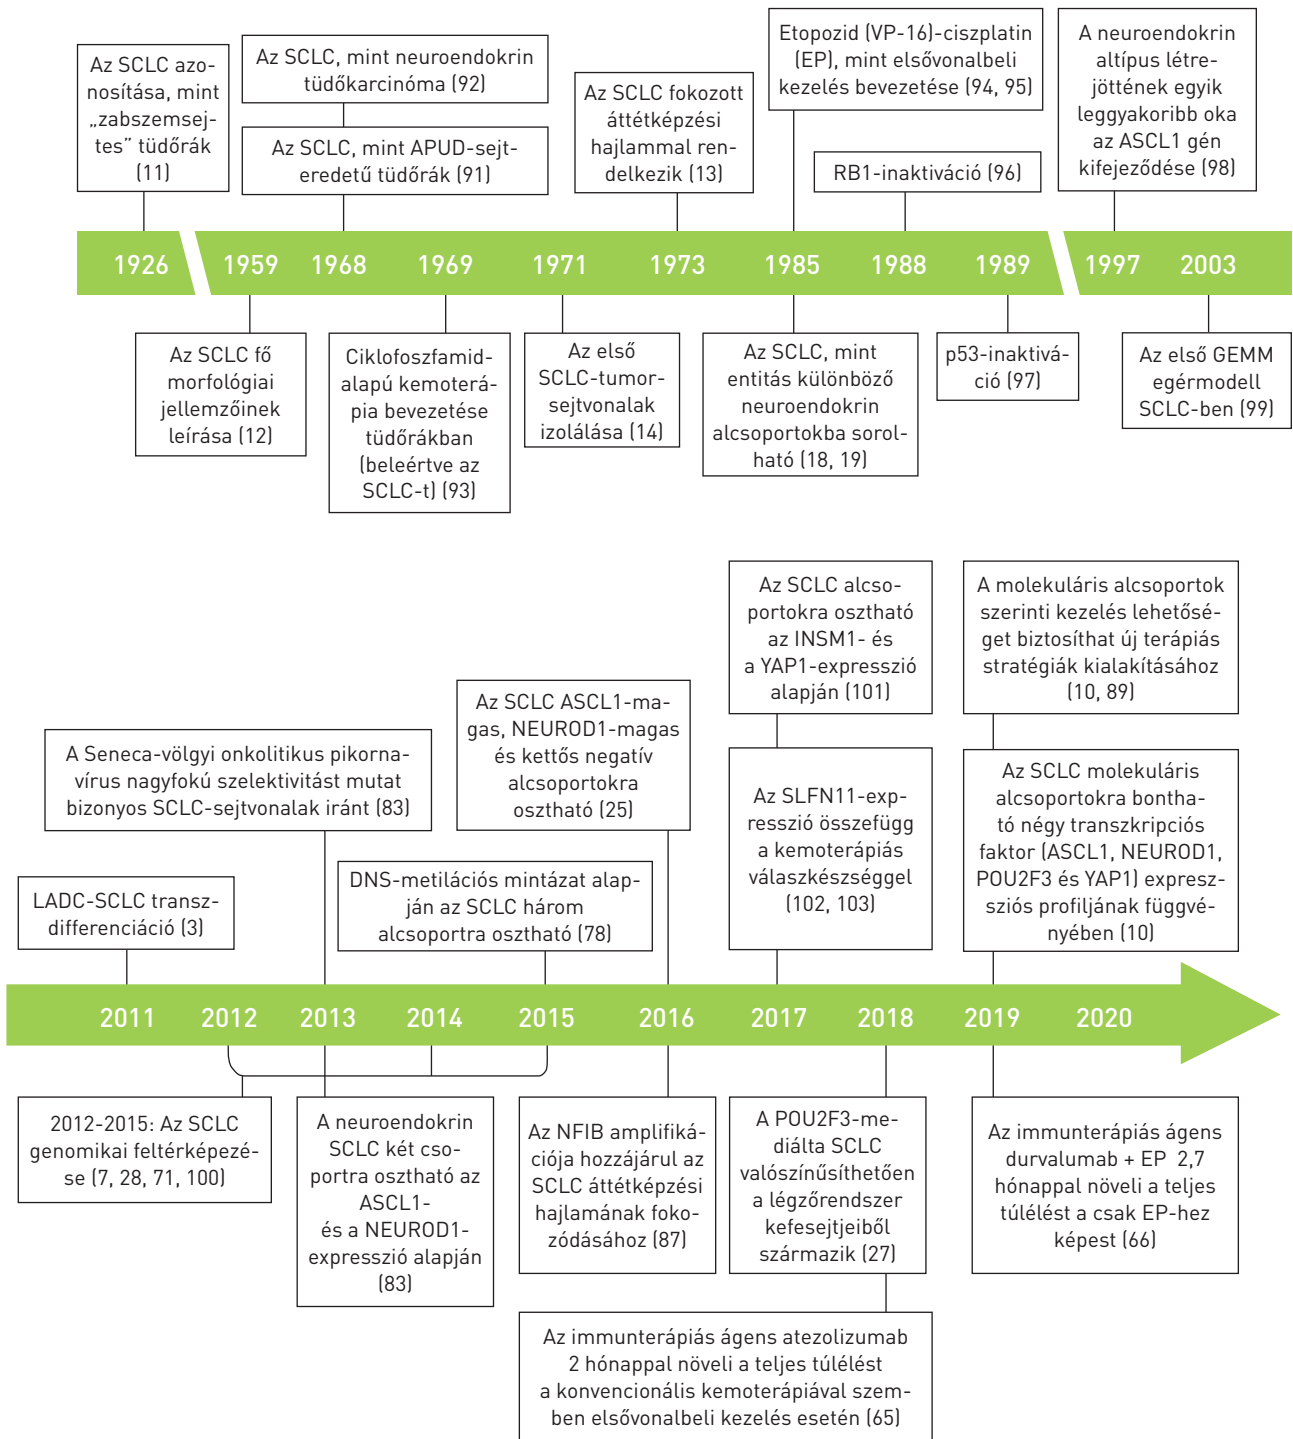 Az SCLC azo-
nosítása, mint
„zabszemsej-
tes” tüdőrák
(11)
Az SCLC, mint neuroendokrin
tüdőkarcinóma (92)
Az SCLC, mint APUD-sejt-
eredetű tüdőrák (91)
Az SCLC fokozott
áttétképzési
hajlammal ren-
delkezik (13)
Etopozid (VP-16)-ciszplatin
(EP), mint elsővonalbeli
kezelés bevezetése (94, 95)
RB1-inaktiváció (96)
A neuroendokrin
altípus létre-
jöttének egyik
leggyakoribb oka
az ASCL1 gén
kifejeződése (98)
1926 1959 1968 1969 1971 1973 1985 1988 1989 1997 2003
Az SCLC fő
morfológiai
jellemzőinek
leírása (12)
Ciklofoszfamid-
alapú kemoterá-
pia bevezetése
tüdőrákban
(beleértve az
SCLC-t) (93)
Az első
SCLC-tumor-
sejtvonalak
izolálása (14)
Az SCLC, mint
entitás különböző
neuroendokrin
alcsoportokba sorol-
ható (18, 19)
p53-inaktivá-
ció (97)
Az első GEMM
egérmodell
SCLC-ben (99)
LADC-SCLC transz-
differenciáció (3)
A Seneca-völgyi onkolitikus pikorna-
vírus nagyfokú szelektivitást mutat
bizonyos SCLC-sejtvonalak iránt (83)
DNS-metilációs mintázat alap-
ján az SCLC három
alcsoportra osztható (78)
Az SCLC ASCL1-ma-
gas, NEUROD1-magas
és kettős negatív
alcsoportokra
osztható (25)
Az SCLC alcso-
portokra osztható
az INSM1- és
a YAP1-expresszió
alapján (101)
Az SLFN11-exp-
resszió összefügg
a kemoterápiás
válaszkészséggel
(102, 103)
A molekuláris alcsoportok
szerinti kezelés lehetősé-
get biztosíthat új terápiás
stratégiák kialakításához
(10, 89)
Az SCLC molekuláris
alcsoportokra bontha-
tó négy transzkripciós
faktor (ASCL1, NEUROD1,
POU2F3 és YAP1) expresz-
ssziós profiljának függvé-
nyében (10)
2011 2012 2013 2014 2015 2016 2017 2018 2019 2020
2012-2015: Az SCLC
genomikai feltérképezé-
se (7, 28, 71, 100)
A neuroendokrin
SCLC két cso-
portra osztható az
ASCL1-
és a NEUROD1-
expresszió alapján
(83)
Az NFIB amplifiká-
ciója hozzájárul az
SCLC áttétképzési
hajlamának foko-
zódásához (87)
A POU2F3-me-
diálta SCLC
valószínűsíthetően
a légzőrendszer
kefesejtjeiből
származik (27)
Az immunterápiás ágens atezolizumab
2 hónappal növeli a teljes túlélést
a konvencionális kemoterápiával szem-
ben elsővonalbeli kezelés esetén (65)
Az immunterápiás ágens
durvalumab + EP 2,7
hónappal növeli a teljes
túlélést a csak EP-hez
képest (66)